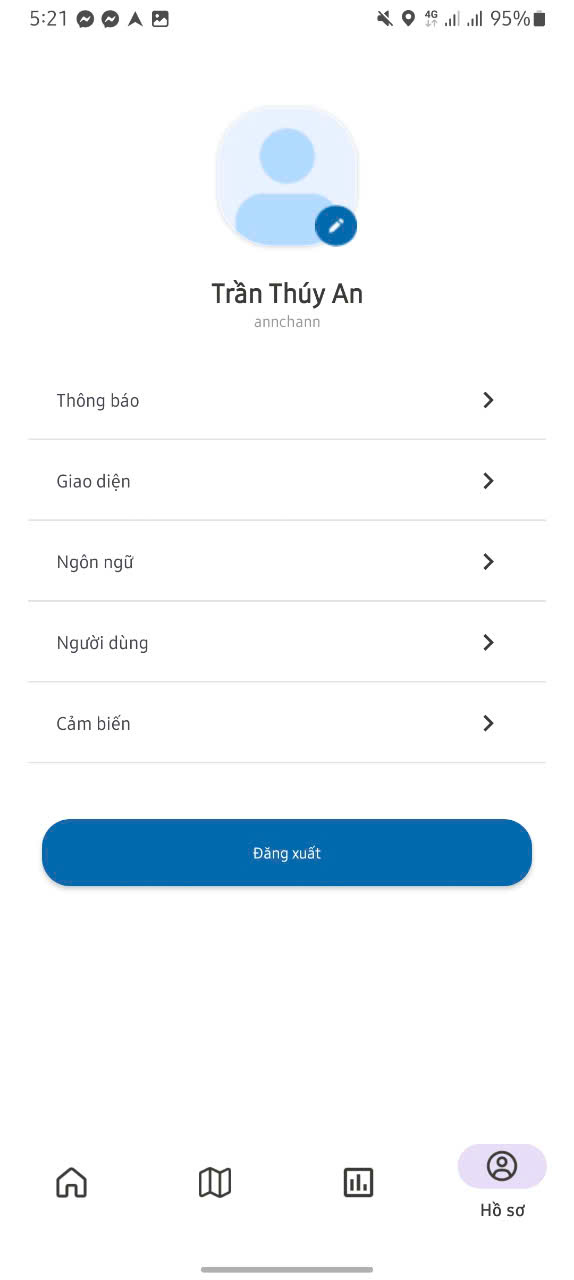 5:21
4G
95%
Trần Thúy An
annchann
Thông báo
Giao diện
Ngôn ngữ
Người dùng
Cảm biến
Đăng xuất
Hồ sơ